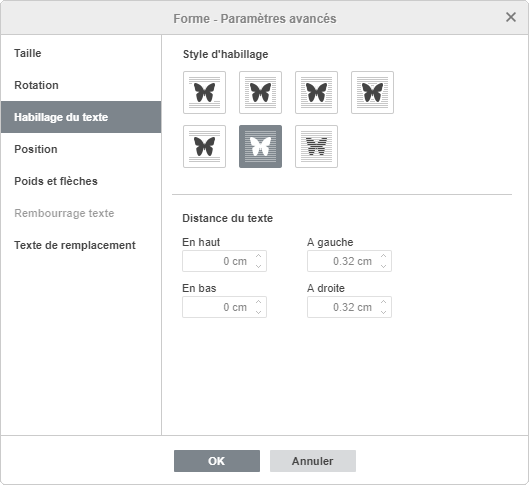 Forme - Paramètres avancés
Taille
Rotation
Habillage du texte
Position
Poids et flèches
Rembourrage texte
Texte de remplacement
Style d'habillage
Distance du texte
En haut
A gauche
0 cm
0.32 cm
En bas
A droite
0 cm
0.32 cm
OK
Annuler